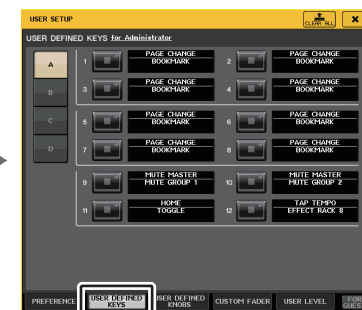 USER SETUP
CLEAR ALL
USER DEFINED KEYS for Administrator
A
B
C
D
1 PAGE CHANGE
BOOKMARK
2 PAGE CHANGE
BOOKMARK
3 PAGE CHANGE
BOOKMARK
4 PAGE CHANGE
BOOKMARK
5 PAGE CHANGE
BOOKMARK
6 PAGE CHANGE
BOOKMARK
7 PAGE CHANGE
BOOKMARK
8 PAGE CHANGE
BOOKMARK
9 MUTE MASTER
MUTE GROUP 1
10 MUTE MASTER
MUTE GROUP 2
11 HOME
TOGGLE
12 TAP TEMPO
EFFECT RACK 8
PREFERENCE
USER DEFINED
KEYS
USER DEFINED
KNOBS
CUSTOM FADER
USER LEVEL
FOR
GUES